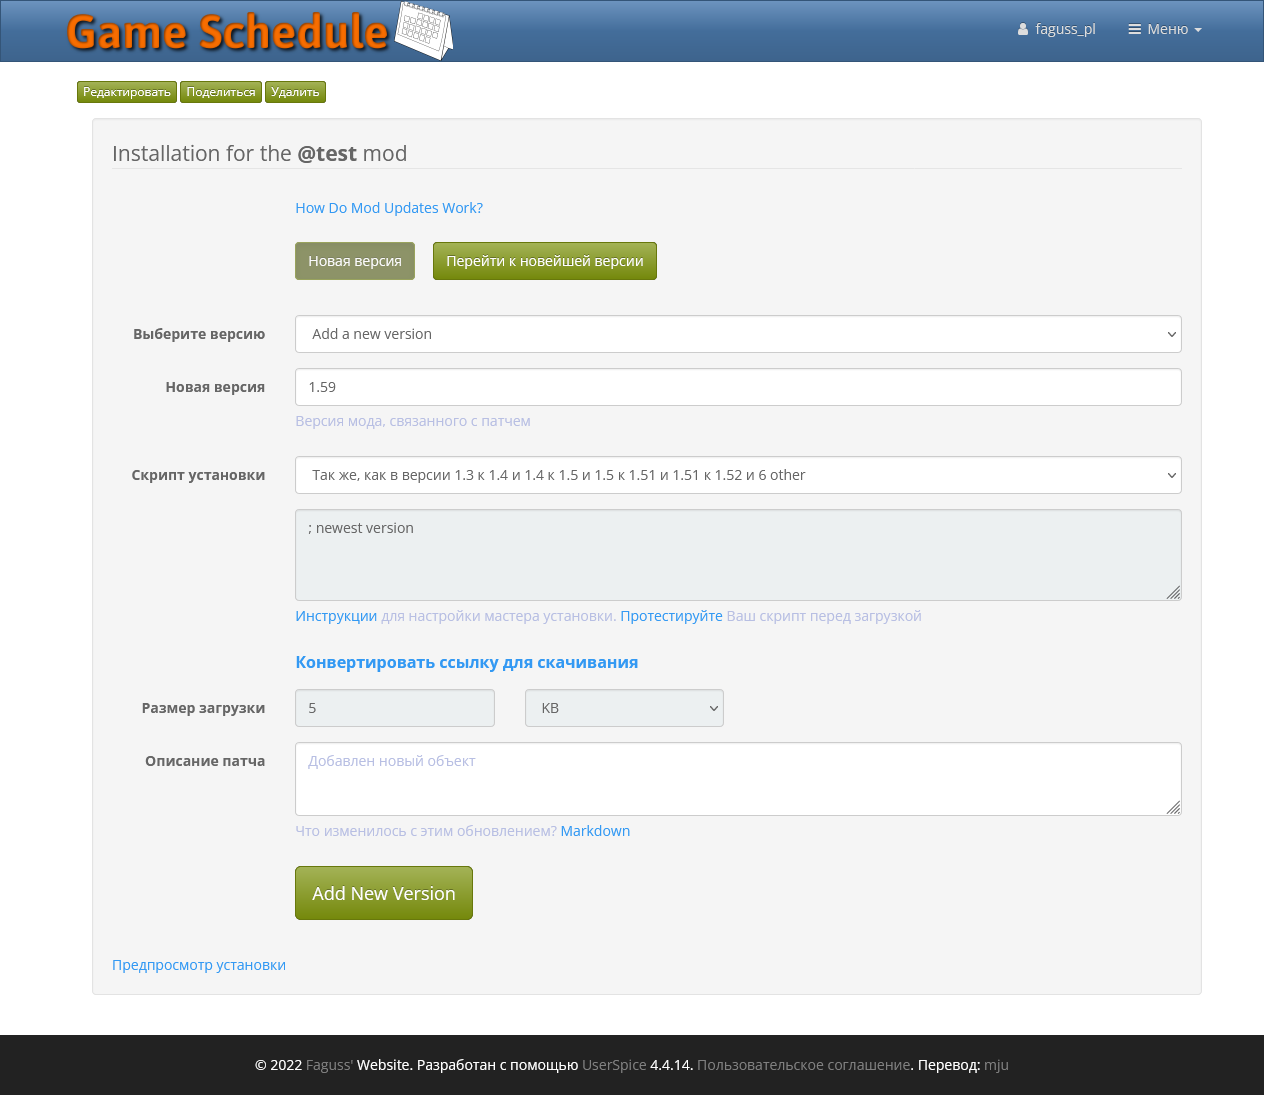 Game Schedule
faguss_pl
Меню
Редактировать Поделиться Удалить
Installation for the @test mod
How Do Mod Updates Work?
Новая версия Перейти к новейшей версии
Выберите версию Add a new version
Новая версия 1.59
Версия мода, связанного с патчем
Скрипт установки Так же, как в версии 1.3 к 1.4 и 1.4 к 1.5 и 1.5 к 1.51 и 1.51 к 1.52 и 6 other
; newest version
Инструкции для настройки мастера установки. Протестируйте Ваш скрипт перед загрузкой
Конвертировать ссылку для скачивания
Размер загрузки 5 KB
Описание патча Добавлен новый объект
Что изменилось с этим обновлением? Markdown
Add New Version
Предпросмотр установки
© 2022 Faguss' Website. Разработан с помощью UserSpice 4.4.14. Пользовательское соглашение. Перевод: mju